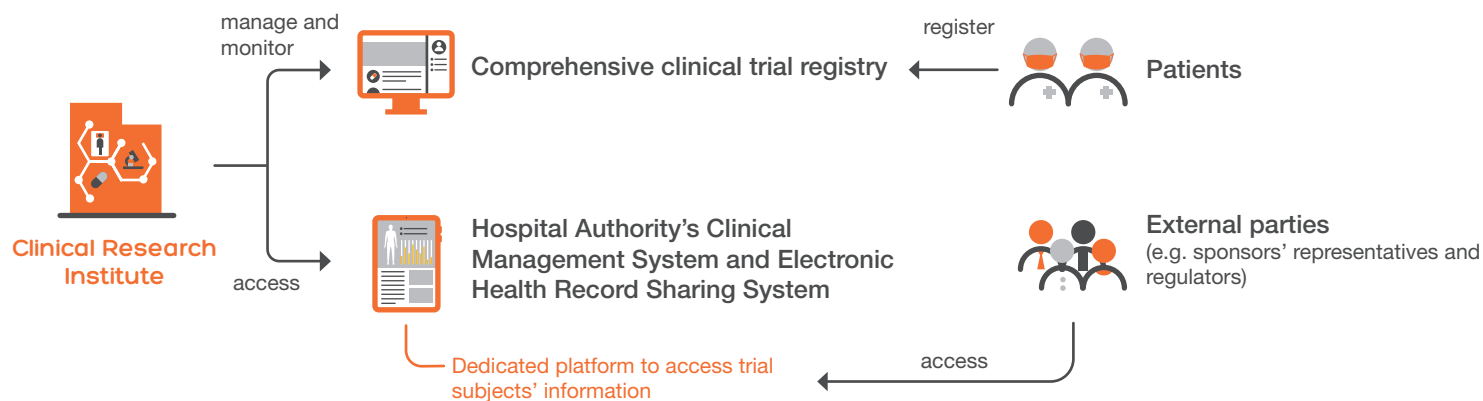 manage and
monitor
Comprehensive clinical trial registry
register
Patients
Clinical Research
Institute
access
Hospital Authority’s Clinical
Management System and Electronic
Health Record Sharing System
External parties
(e.g. sponsors’ representatives and
regulators)
Dedicated platform to access trial
subjects’ information
access